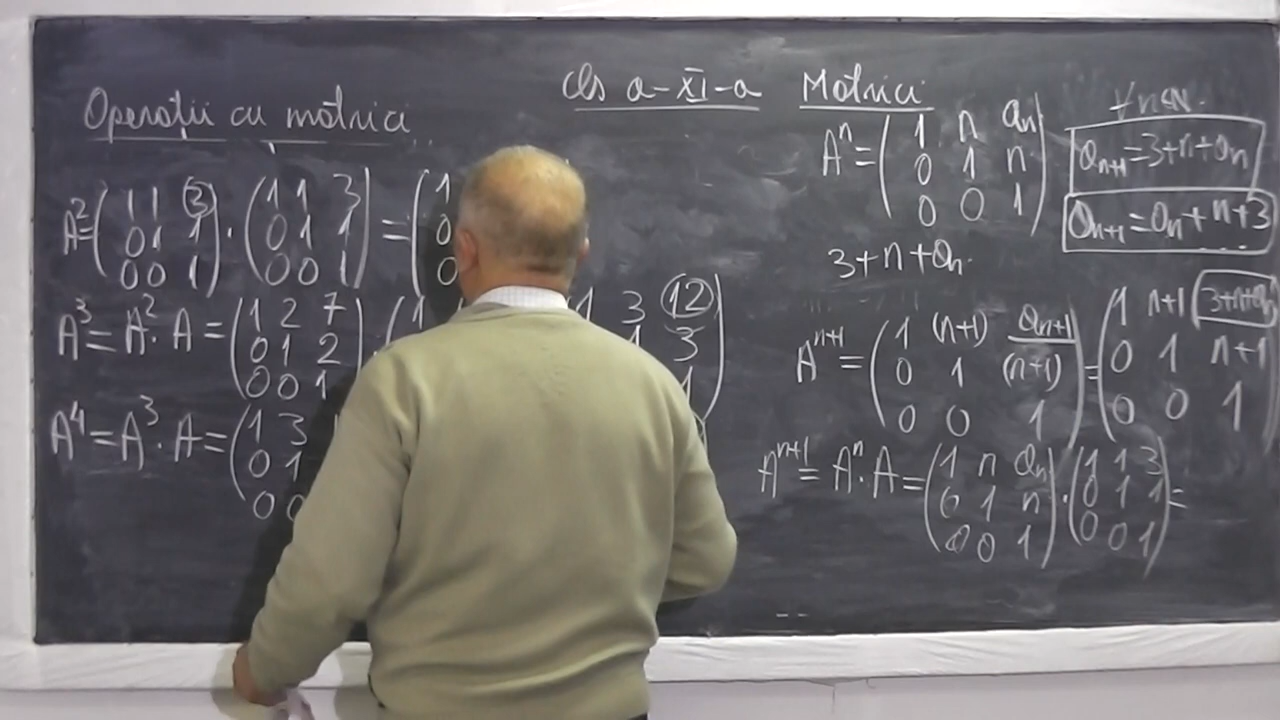 Cls a-XI-a Matrici
Operații cu matrici
A²=(1 1 3
0 1 1
0 0 1) · (1 1 3
0 1 1
0 0 1) = (1
0
0
A³=A²·A=(1 2 7
0 1 2
0 0 1) · (1
1 3 12
3
1)
A⁴=A³·A=(1 3
0 1
0 0
Aⁿ=(1 n aₙ
0 1 n
0 0 1)
∀n∈N.
aₙ₊₁=3+n+aₙ
aₙ₊₁=aₙ+n+3
3+n+aₙ
Aⁿ⁺¹=(1 (n+1) aₙ₊₁
0 1 (n+1)
0 0 1) = (1 n+1 3+n+aₙ
0 1 n+1
0 0 1)
Aⁿ⁺¹=Aⁿ·A=(1 n aₙ
0 1 n
0 0 1) · (1 1 3
0 1 1
0 0 1) =